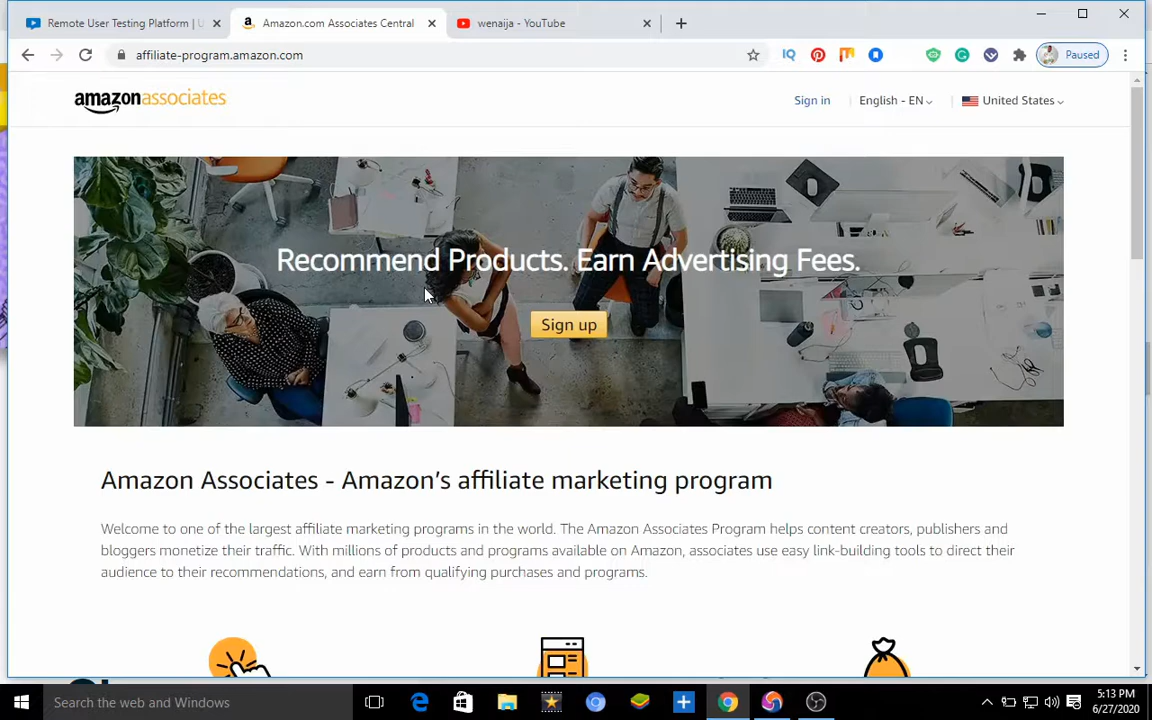 Remote User Testing Platform | U
Amazon.com Associates Central
wenaija - YouTube
affiliate-program.amazon.com
Paused
amazonassociates
Sign in
English - EN
United States
Recommend Products. Earn Advertising Fees.
Sign up
Amazon Associates - Amazon's affiliate marketing program
Welcome to one of the largest affiliate marketing programs in the world. The Amazon Associates Program helps content creators, publishers and
bloggers monetize their traffic. With millions of products and programs available on Amazon, associates use easy link-building tools to direct their
audience to their recommendations, and earn from qualifying purchases and programs.
Search the web and Windows
5:13 PM
6/27/2020